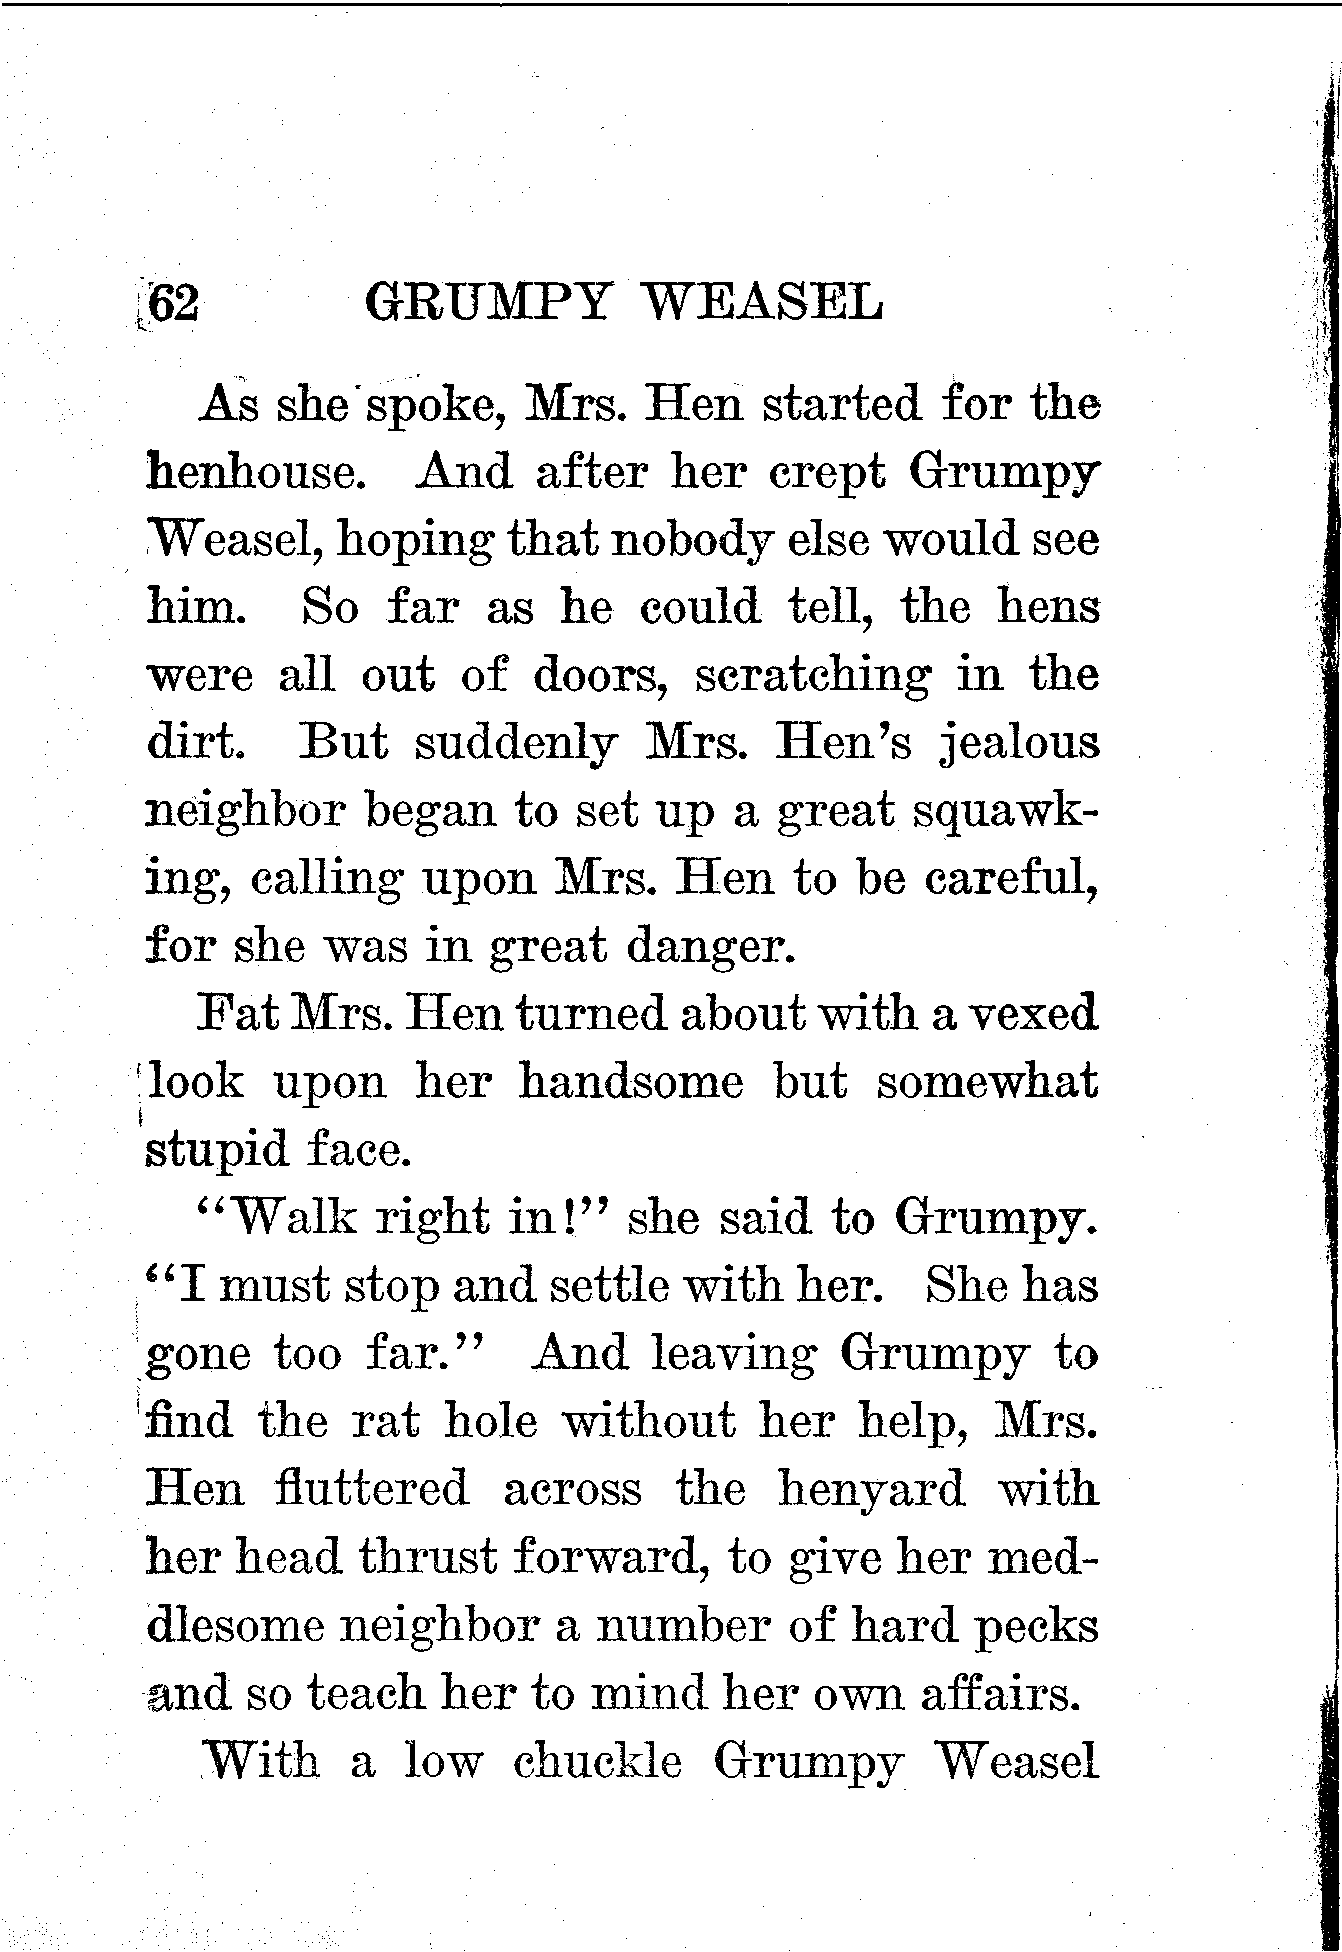 62 GRUMPY WEASEL
As she spoke, Mrs. Hen started for the
henhouse. And after her crept Grumpy
Weasel, hoping that nobody else would see
him. So far as he could tell, the hens
were all out of doors, scratching in the
dirt. But suddenly Mrs. Hen's jealous
neighbor began to set up a great squawk-
ing, calling upon Mrs. Hen to be careful,
for she was in great danger.
Fat Mrs. Hen turned about with a vexed
look upon her handsome but somewhat
stupid face.
"Walk right in!" she said to Grumpy.
"I must stop and settle with her. She has
gone too far." And leaving Grumpy to
find the rat hole without her help, Mrs.
Hen fluttered across the henyard with
her head thrust forward, to give her med-
dlesome neighbor a number of hard pecks
and so teach her to mind her own affairs.
With a low chuckle Grumpy Weasel